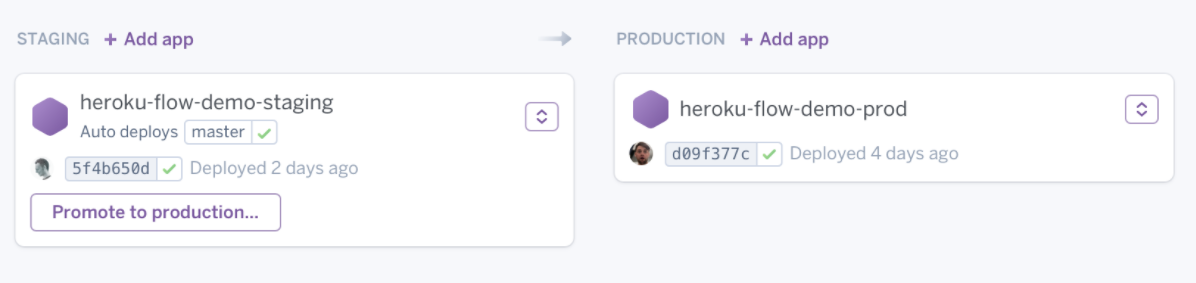 STAGING + Add app
heroku-flow-demo-staging
Auto deploys master
5f4b650d Deployed 2 days ago
Promote to production...
PRODUCTION + Add app
heroku-flow-demo-prod
d09f377c Deployed 4 days ago